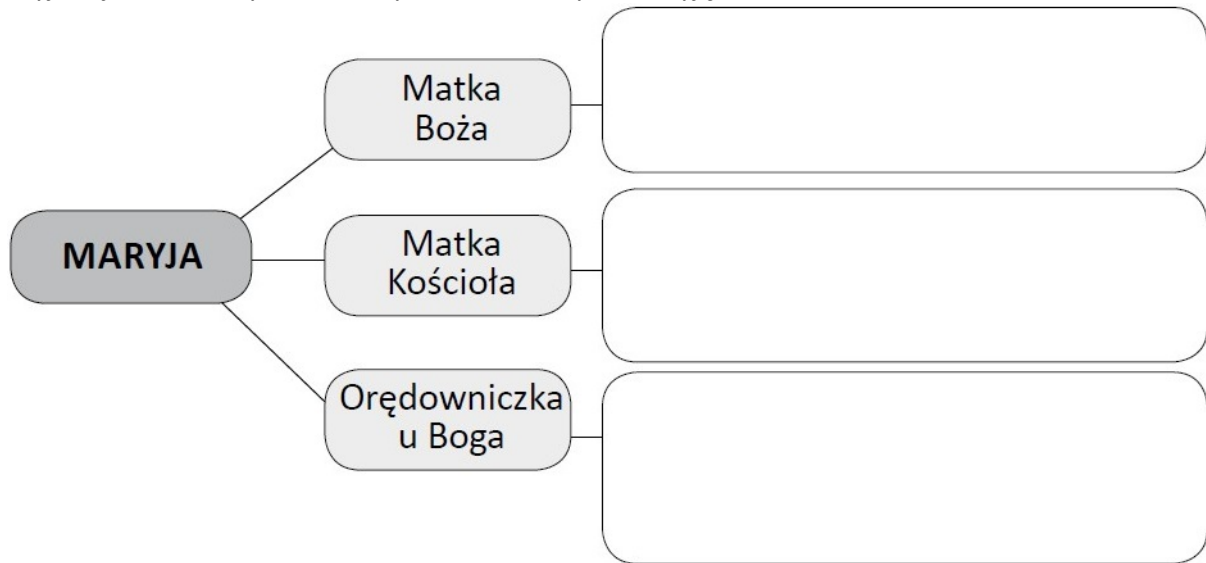 Matka
Boża
MARYJA
Matka
Kościoła
Orędowniczka
u Boga